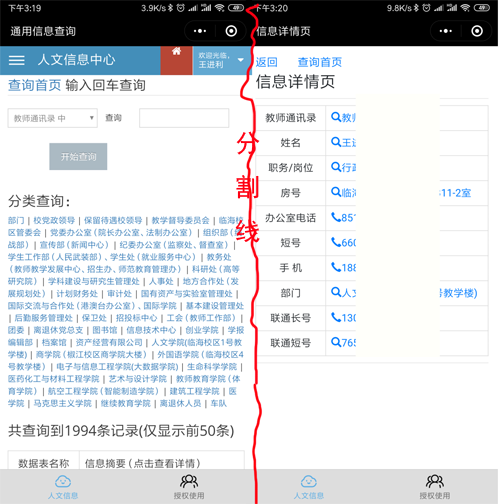 下午3:19
3.9K/s
通用信息查询
人文信息中心
欢迎光临，
王进利
查询首页 输入回车查询
教师通讯录 中
查询
开始查询
分类查询：
部门 | 校党政领导 | 保留待遇校领导 | 教学督导委员会 | 临海校
区管委会 | 党委办公室(院长办公室、法制办公室) | 组织部(统
战部) | 宣传部(新闻中心) | 纪委办公室(监察处、督查室) |
学生工作部(人民武装部)、学生处(就业服务中心) | 教务处
(教师教学发展中心、招生办、师范教育管理办) | 科研处(高等
研究院) | 学科建设与研究生管理处 | 人事处 | 地方合作处(发
展规划处) | 计划财务处 | 审计处 | 国有资产与实验室管理处 |
国际交流与合作处(港澳台办公室)、国际学院 | 基本建设管理处
| 后勤管理处 | 保卫处 | 招投标中心 | 工会(教师工作部) |
团委 | 离退休党总支 | 图书馆 | 信息技术中心 | 创业学院 | 学报
编辑部 | 档案馆 | 资产经营有限公司 | 人文学院(临海校区1号教
学楼) | 商学院(椒江校区商学院大楼) | 外国语学院(临海校区4
号教学楼) | 电子与信息工程学院(大数据学院) | 生命科学学院 |
医药化工与材料工程学院 | 艺术与设计学院 | 教师教育学院(体
育学院) | 航空工程学院(智能制造学院) | 建筑工程学院 | 医
学院 | 马克思主义学院 | 继续教育学院 | 离退休人员 | 车队
共查询到1994条记录(仅显示前50条)
数据表名称 信息摘要（点击查看详情）
人文信息
授权使用
分
割
线
下午3:20
9.8K/s
信息详情页
返回 查询首页
信息详情页
教师通讯录 教师
姓名 王进
职务/岗位 行政
房号 临海 311-2室
办公室电话 851
短号 660
手 机 188
部门 人文 号教学楼)
联通长号 130
联通短号 765
人文信息
授权使用